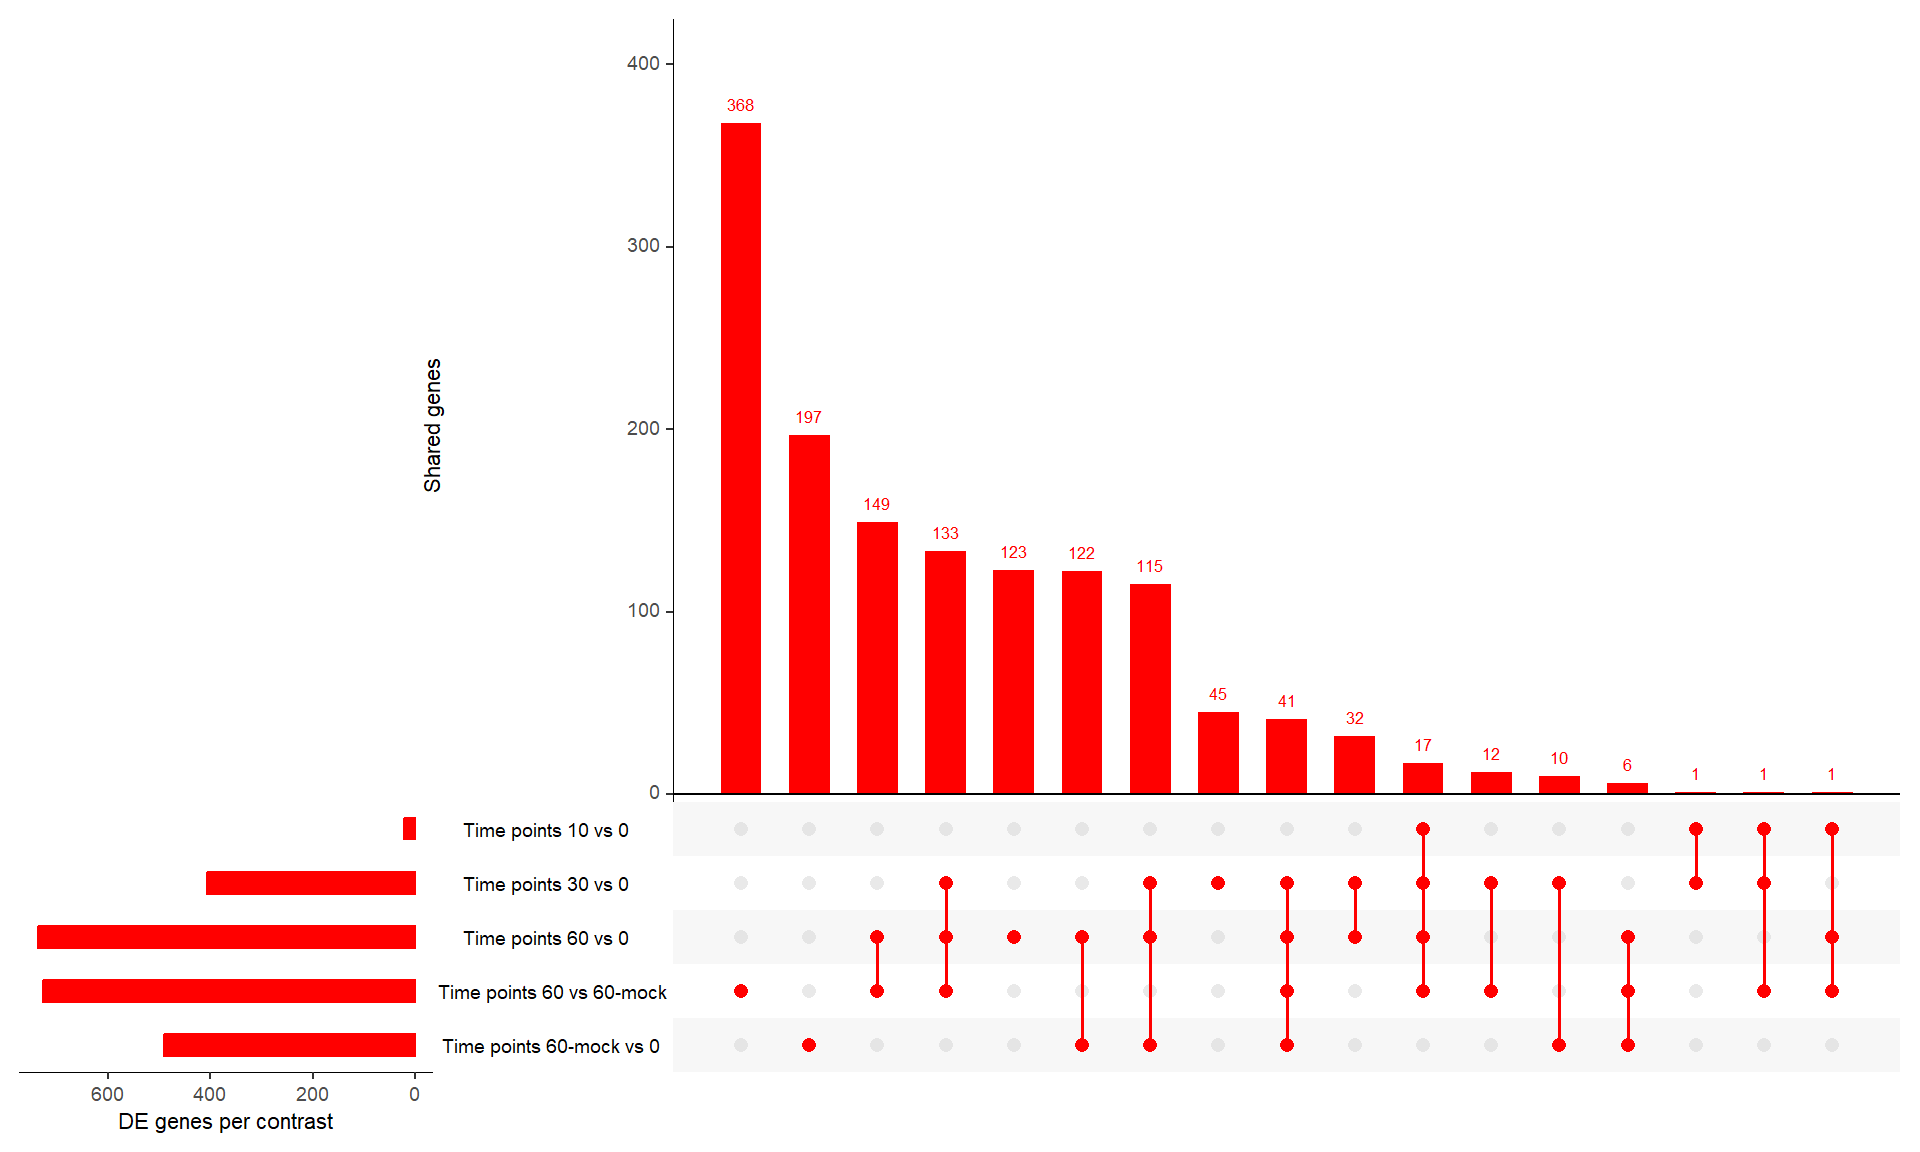 400
300
200
100
0
Shared genes
368
197
149
133
123
122
115
45
41
32
17
12
10
6
1
1
1
Time points 10 vs 0
Time points 30 vs 0
Time points 60 vs 0
Time points 60 vs 60-mock
Time points 60-mock vs 0
600 400 200 0
DE genes per contrast